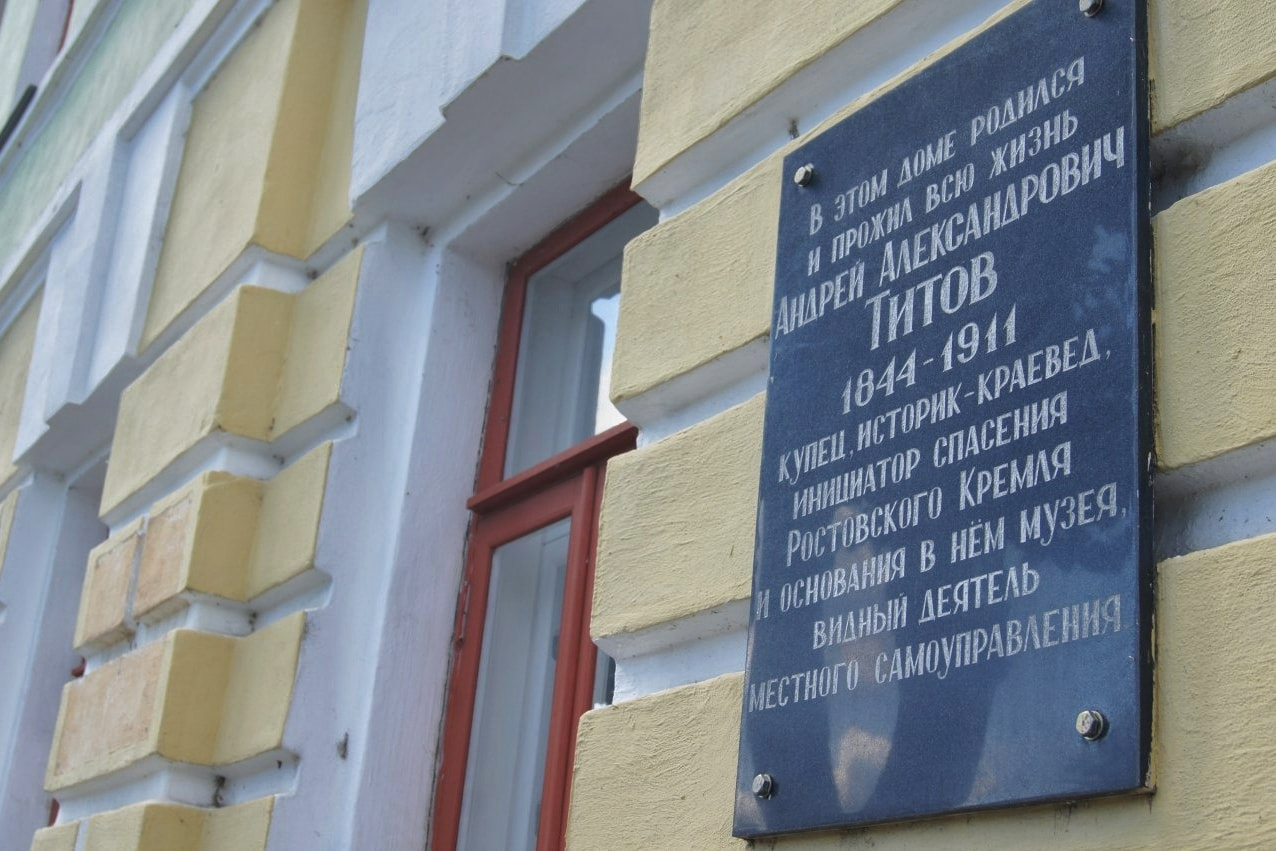 В ЭТОМ ДОМЕ РОДИЛСЯ
И ПРОЖИЛ ВСЮ ЖИЗНЬ
АНДРЕЙ АЛЕКСАНДРОВИЧ
ТИТОВ
1844-1911
КУПЕЦ, ИСТОРИК-КРАЕВЕД,
ИНИЦИАТОР СПАСЕНИЯ
РОСТОВСКОГО КРЕМЛЯ
И ОСНОВАНИЯ В НЁМ МУЗЕЯ,
ВИДНЫЙ ДЕЯТЕЛЬ
МЕСТНОГО САМОУПРАВЛЕНИЯ